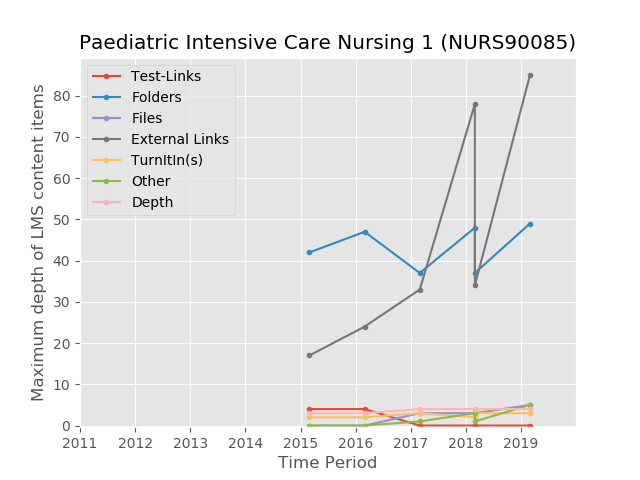 Paediatric Intensive Care Nursing 1 (NURS90085)
Test-Links
Folders
Files
External Links
TurnItIn(s)
Other
Depth
Maximum depth of LMS content items
80
70
60
50
40
30
20
10
0
2011 2012 2013 2014 2015 2016 2017 2018 2019
Time Period